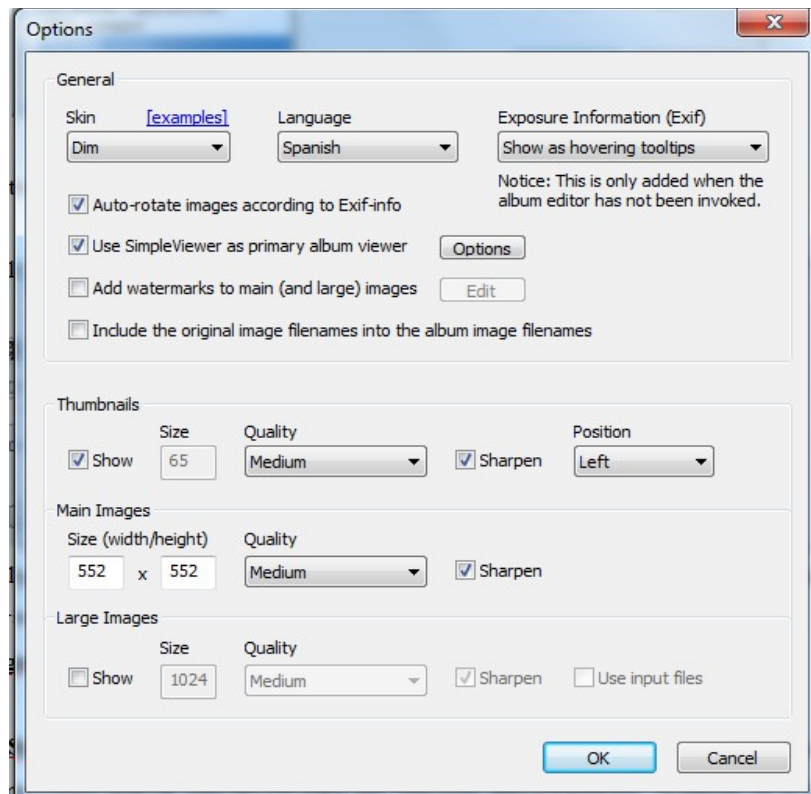 Options
General
Skin [examples] Language Exposure Information (Exif)
Dim Spanish Show as hovering tooltips
Notice: This is only added when the
album editor has not been invoked.
Auto-rotate images according to Exif-info
Use SimpleViewer as primary album viewer Options
Add watermarks to main (and large) images Edit
Include the original image filenames into the album image filenames
Thumbnails
Size Quality Position
Show 65 Medium Sharpen Left
Main Images
Size (width/height) Quality
552 x 552 Medium Sharpen
Large Images
Size Quality
Show 1024 Medium Sharpen Use input files
OK Cancel